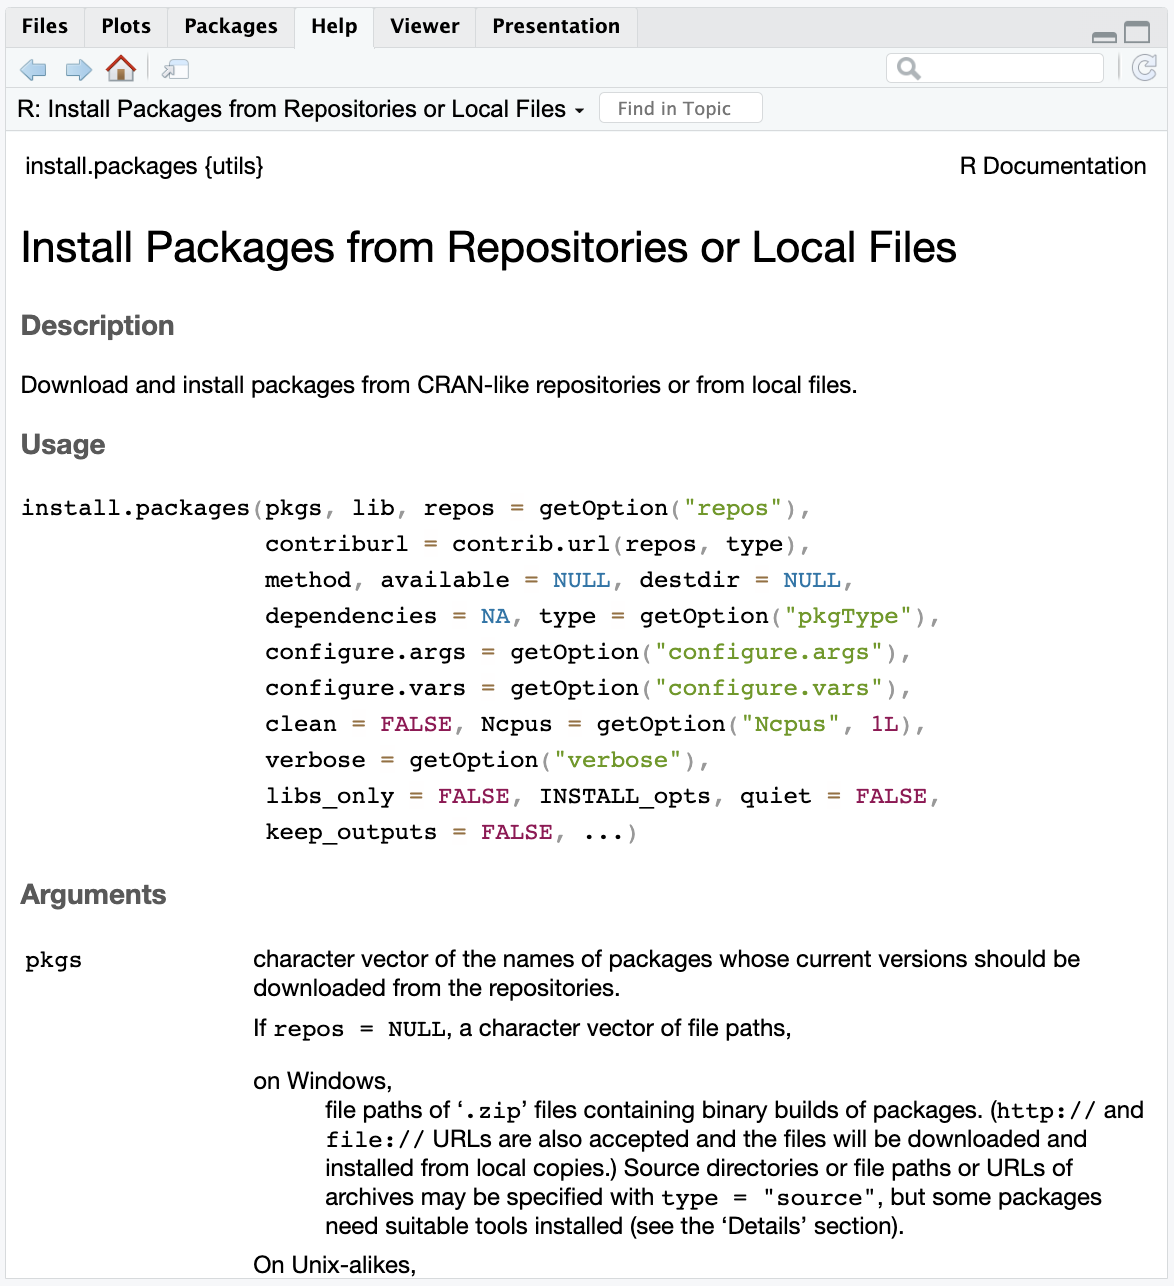 Files Plots Packages Help Viewer Presentation
R: Install Packages from Repositories or Local Files Find in Topic
install.packages {utils} R Documentation
Install Packages from Repositories or Local Files
Description
Download and install packages from CRAN-like repositories or from local files.
Usage
install.packages(pkgs, lib, repos = getOption("repos"),
contriburl = contrib.url(repos, type),
method, available = NULL, destdir = NULL,
dependencies = NA, type = getOption("pkgType"),
configure.args = getOption("configure.args"),
configure.vars = getOption("configure.vars"),
clean = FALSE, Ncpus = getOption("Ncpus", 1L),
verbose = getOption("verbose"),
libs_only = FALSE, INSTALL_opts, quiet = FALSE,
keep_outputs = FALSE, ...)
Arguments
pkgs character vector of the names of packages whose current versions should be
downloaded from the repositories.
If repos = NULL, a character vector of file paths,
on Windows,
file paths of ‘.zip’ files containing binary builds of packages. (http:// and
file:// URLs are also accepted and the files will be downloaded and
installed from local copies.) Source directories or file paths or URLs of
archives may be specified with type = "source", but some packages
need suitable tools installed (see the ‘Details’ section).
On Unix-alikes,